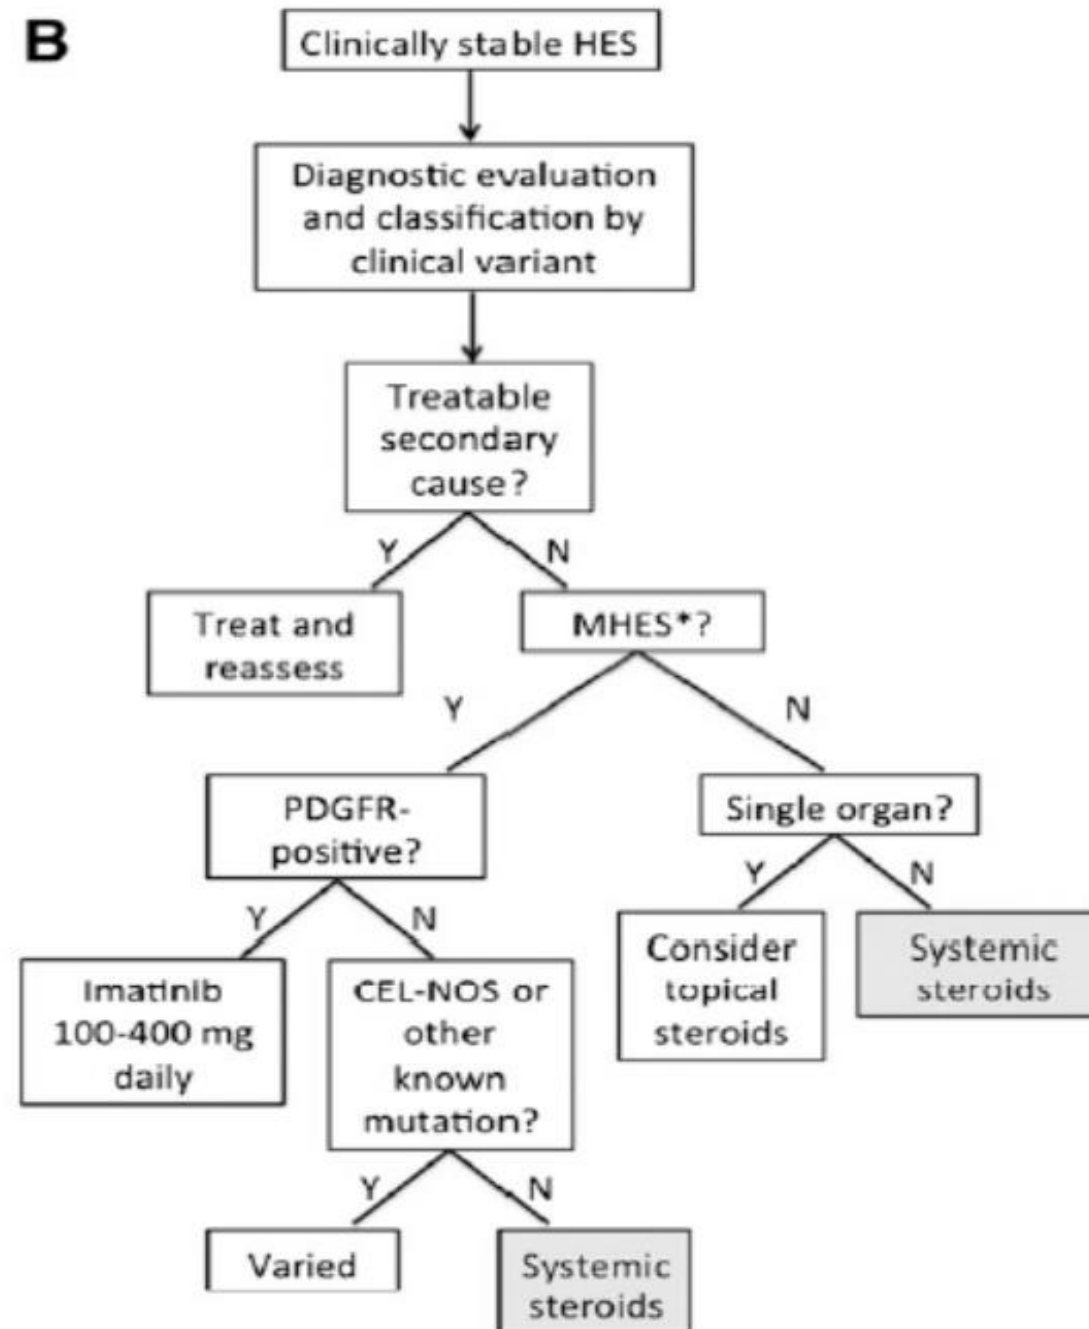 B
Clinically stable HES
Diagnostic evaluation
and classification by
clinical variant
Treatable
secondary
cause?
Y
N
Treat and
reassess
MHES*?
Y
N
PDGFR-
positive?
Single organ?
Y
N
Y
N
Imatinib
100-400 mg
daily
CEL-NOS or
other
known
mutation?
Consider
topical
steroids
Systemic
steroids
Y
N
Varied
Systemic
steroids